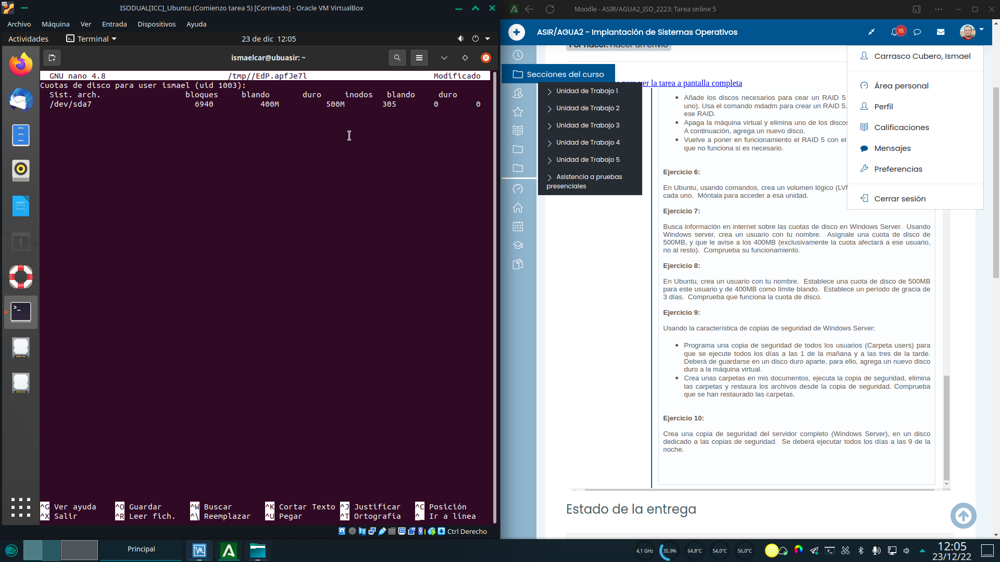 ISODUAL[ICC]_Ubuntu (Comienzo tarea 5) [Corriendo] - Oracle VM VirtualBox
Archivo Máquina Ver Entrada Dispositivos Ayuda
Actividades Terminal 23 de dic 12:05
ismaelcar@ubuasir: ~
GNU nano 4.8 /tmp//EdP.apfJe7l Modificado
Cuotas de disco para user ismael (uid 1003):
Sist. arch. bloques blando duro inodos blando duro
/dev/sda7 6940 400M 500M 305 0 0
^G Ver ayuda ^O Guardar ^W Buscar ^K Cortar Texto ^J Justificar ^C Posición
^X Salir ^R Leer fich. ^\ Reemplazar ^U Pegar ^T Ortografía ^_ Ir a línea
Ctrl Derecho
Moodle - ASIR/AGUA2_ISO_2223: Tarea online 5
ASIR/AGUA2 - Implantación de Sistemas Operativos
16
Por hacer: Hacer un envío
Secciones del curso
ver la tarea a pantalla completa
Unidad de Trabajo 1
Unidad de Trabajo 2
Unidad de Trabajo 3
Unidad de Trabajo 4
Unidad de Trabajo 5
Asistencia a pruebas
presenciales
Carrasco Cubero, Ismael
Área personal
Perfil
Calificaciones
Mensajes
Preferencias
Cerrar sesión
Añade los discos necesarios para cear un RAID 5
uno). Usa el comando mdadm para crear un RAID 5.
ese RAID.
Apaga la máquina virtual y elimina uno de los discos
A continuación, agrega un nuevo disco.
Vuelve a poner en funcionamiento el RAID 5 con el
que no funciona si es necesario.
Ejercicio 6:
En Ubuntu, usando comandos, crea un volumen lógico (LVM
cada uno. Móntala para acceder a esa unidad.
Ejercicio 7:
Busca información en internet sobre las cuotas de disco en Windows Server. Usando
Windows server, crea un usuario con tu nombre. Asígnale una cuota de disco de
500MB, y que le avise a los 400MB (exclusivamente la cuota afectará a ese usuario,
no al resto). Comprueba su funcionamiento.
Ejercicio 8:
En Ubuntu, crea un usuario con tu nombre. Establece una cuota de disco de 500MB
para este usuario y de 400MB como límite blando. Establece un período de gracia de
3 días. Comprueba que funciona la cuota de disco.
Ejercicio 9:
Usando la característica de copias de seguridad de Windows Server:
Programa una copia de seguridad de todos los usuarios (Carpeta users) para
que se ejecute todos los días a las 1 de la mañana y a las tres de la tarde.
Deberá de guardarse en un disco duro aparte, para ello, agrega un nuevo disco
duro a la máquina virtual.
Crea unas carpetas en mis documentos, ejecuta la copia de seguridad, elimina
las carpetas y restaura los archivos desde la copia de seguridad. Comprueba
que se han restaurado las carpetas.
Ejercicio 10:
Crea una copia de seguridad del servidor completo (Windows Server), en un disco
dedicado a las copias de seguridad. Se deberá ejecutar todos los días a las 9 de la
noche.
Estado de la entrega
Principal
4,1 GHz 35,9% 64,8°C 54,0°C 56,0°C
12:05
23/12/22